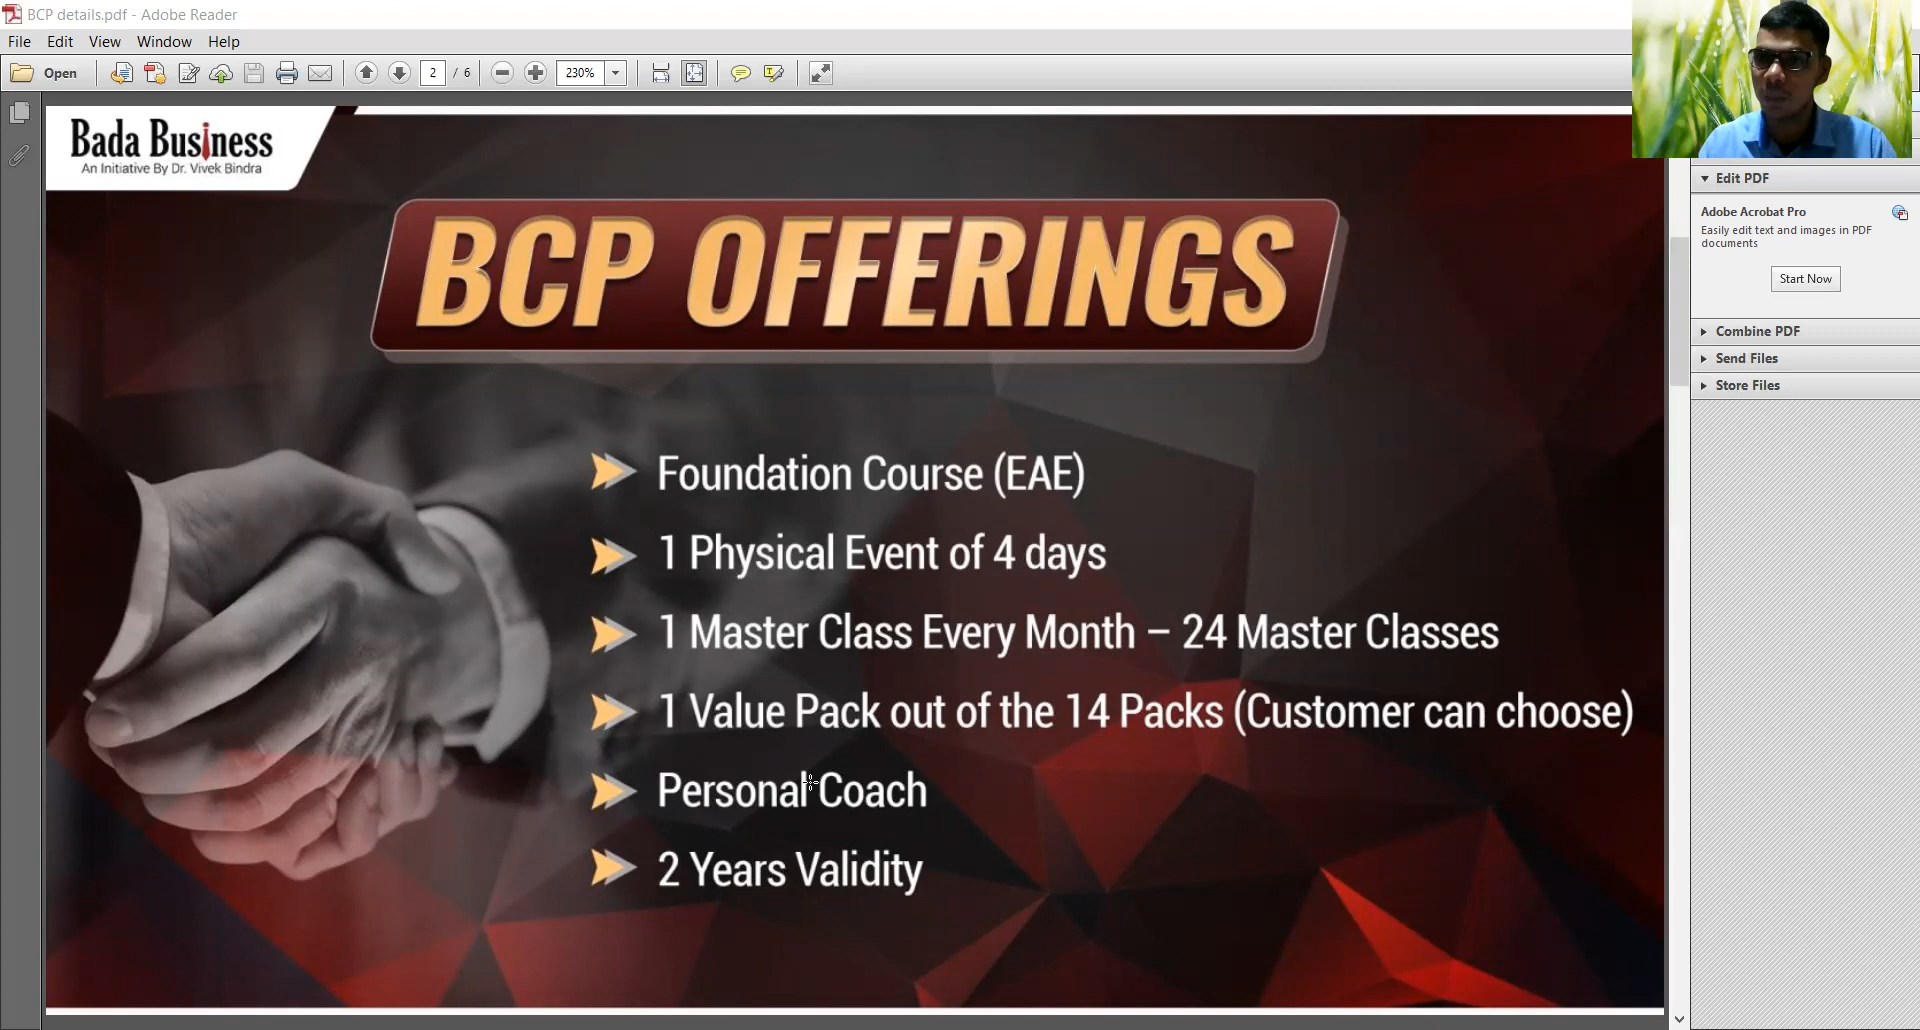 BCP details.pdf - Adobe Reader
File Edit View Window Help
Open 2 / 6 230%
Bada Business
An Initiative By Dr. Vivek Bindra
BCP OFFERINGS
Foundation Course (EAE)
1 Physical Event of 4 days
1 Master Class Every Month – 24 Master Classes
1 Value Pack out of the 14 Packs (Customer can choose)
Personal Coach
2 Years Validity
Edit PDF
Adobe Acrobat Pro
Easily edit text and images in PDF
documents
Start Now
Combine PDF
Send Files
Store Files